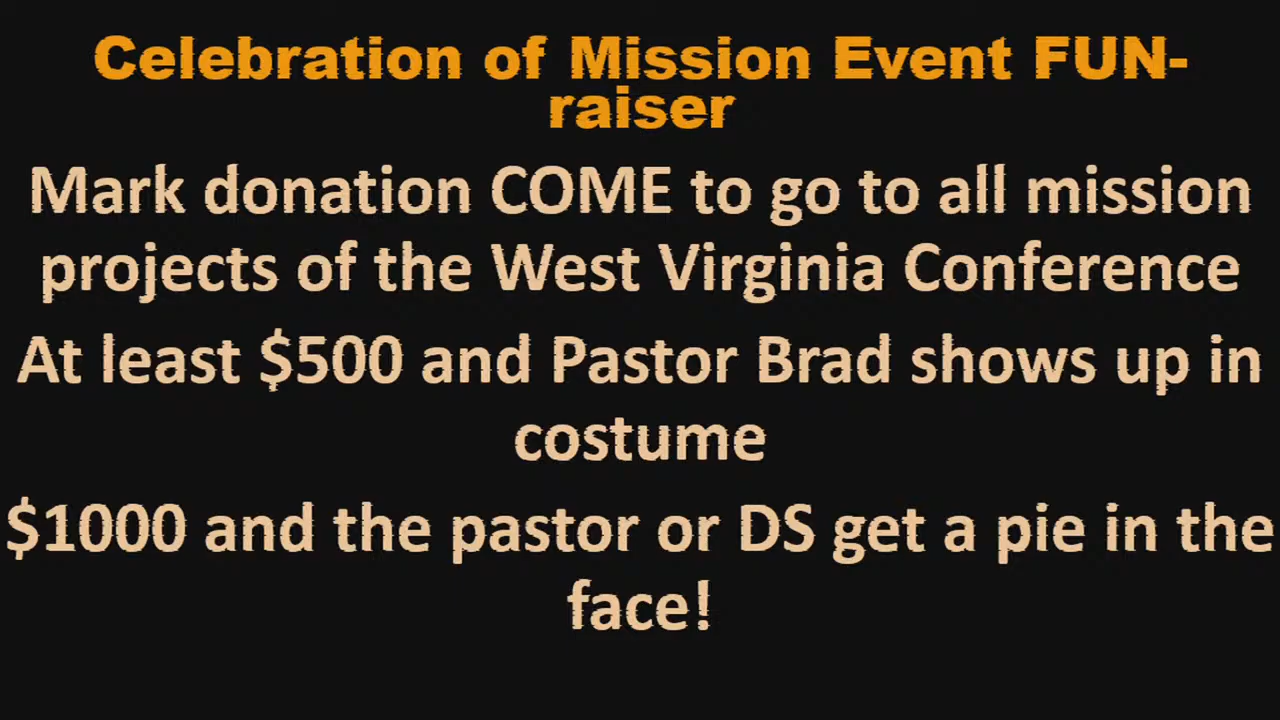 Celebration of Mission Event FUN-
raiser
Mark donation COME to go to all mission
projects of the West Virginia Conference
At least $500 and Pastor Brad shows up in
costume
$1000 and the pastor or DS get a pie in the
face!